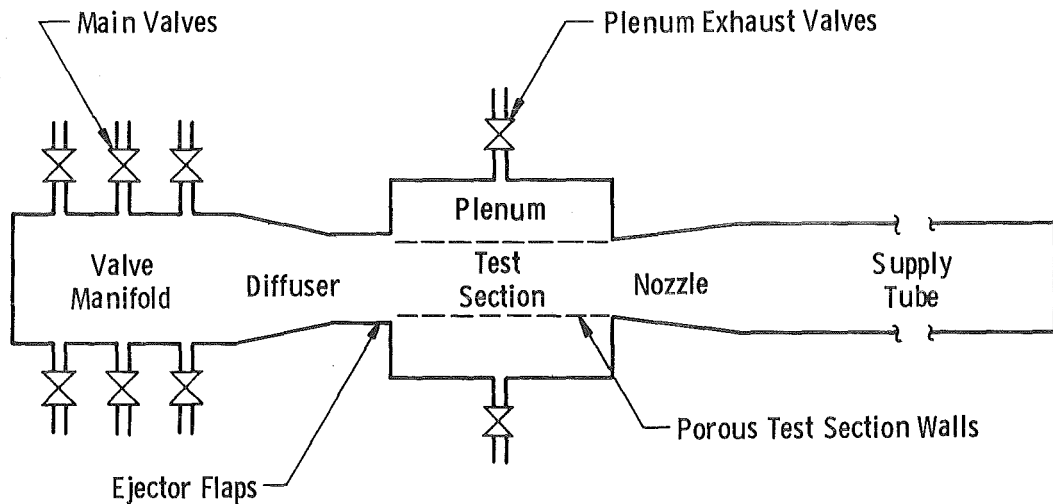 Main Valves
Plenum Exhaust Valves
Plenum
Valve
Manifold
Diffuser
Test
Section
Nozzle
Supply
Tube
Porous Test Section Walls
Ejector Flaps